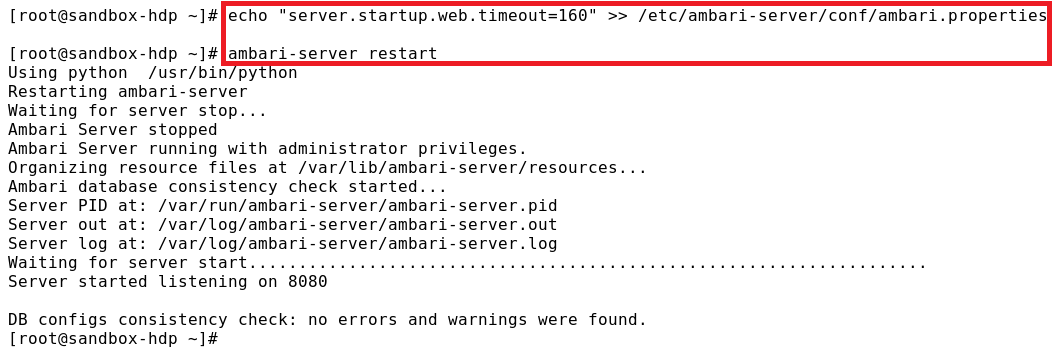 [root@sandbox-hdp ~]# echo "server.startup.web.timeout=160" >> /etc/ambari-server/conf/ambari.properties
[root@sandbox-hdp ~]# ambari-server restart
Using python  /usr/bin/python
Restarting ambari-server
Waiting for server stop...
Ambari Server stopped
Ambari Server running with administrator privileges.
Organizing resource files at /var/lib/ambari-server/resources...
Ambari database consistency check started...
Server PID at: /var/run/ambari-server/ambari-server.pid
Server out at: /var/log/ambari-server/ambari-server.out
Server log at: /var/log/ambari-server/ambari-server.log
Waiting for server start....................................................................
Server started listening on 8080
DB configs consistency check: no errors and warnings were found.
[root@sandbox-hdp ~]#